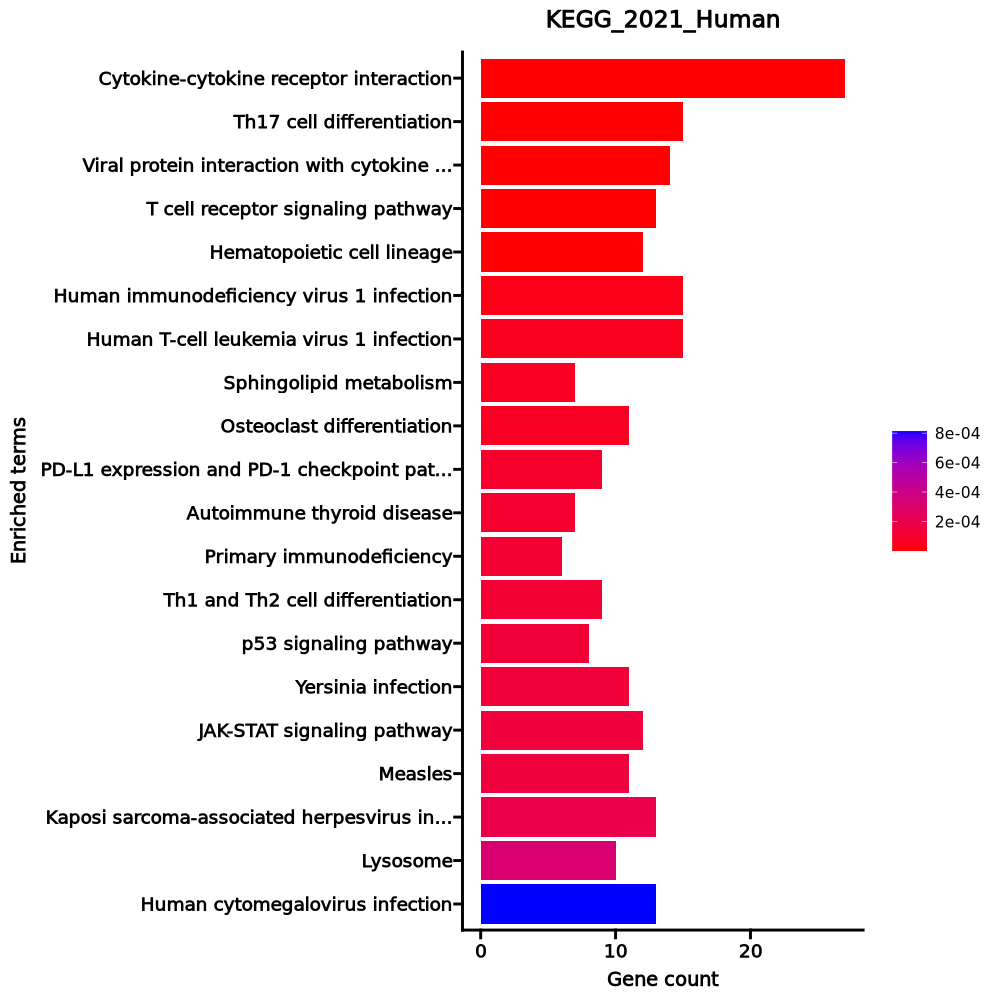 KEGG_2021_Human
Cytokine-cytokine receptor interaction
Th17 cell differentiation
Viral protein interaction with cytokine ...
T cell receptor signaling pathway
Hematopoietic cell lineage
Human immunodeficiency virus 1 infection
Human T-cell leukemia virus 1 infection
Sphingolipid metabolism
Osteoclast differentiation
PD-L1 expression and PD-1 checkpoint pat...
Autoimmune thyroid disease
Primary immunodeficiency
Th1 and Th2 cell differentiation
p53 signaling pathway
Yersinia infection
JAK-STAT signaling pathway
Measles
Kaposi sarcoma-associated herpesvirus in...
Lysosome
Human cytomegalovirus infection
Enriched terms
0 10 20
Gene count
8e-04
6e-04
4e-04
2e-04